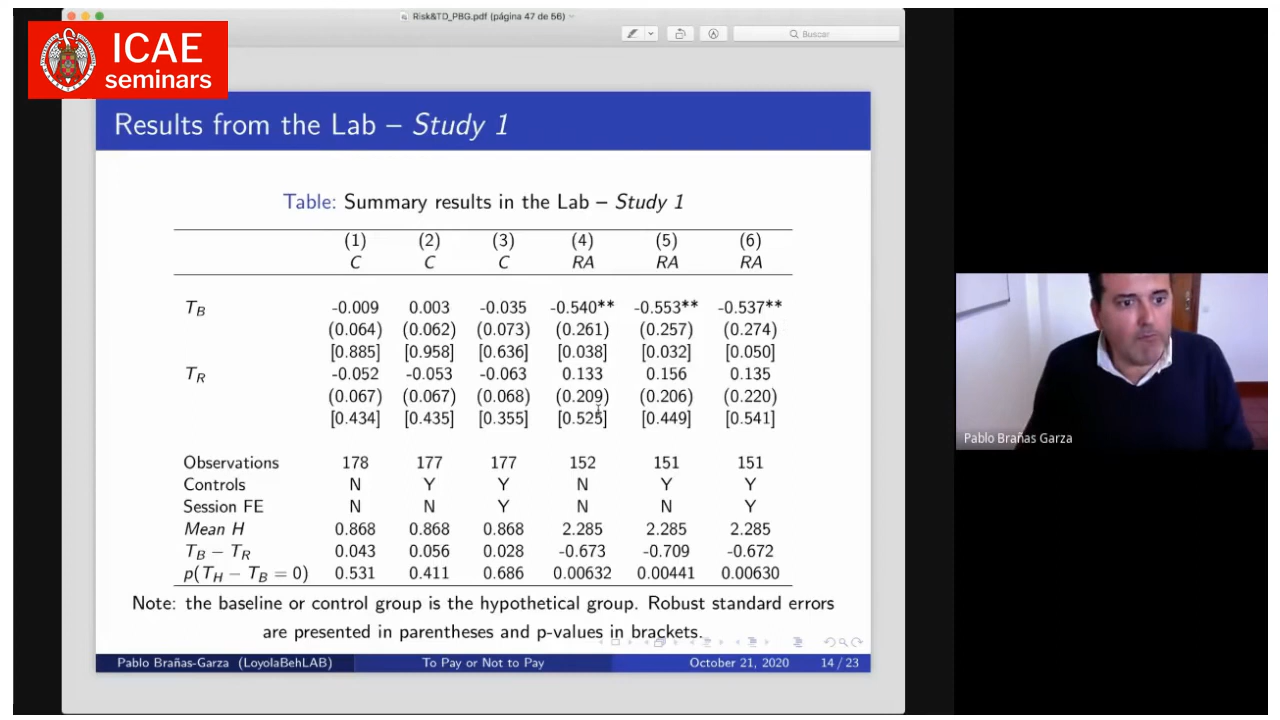 Risk&TD_PBG.pdf (página 47 de 56)
Buscar
ICAE
seminars
Results from the Lab – Study 1
Table: Summary results in the Lab – Study 1
(1) (2) (3) (4) (5) (6)
C C C RA RA RA
T_B -0.009 0.003 -0.035 -0.540** -0.553** -0.537**
(0.064) (0.062) (0.073) (0.261) (0.257) (0.274)
[0.885] [0.958] [0.636] [0.038] [0.032] [0.050]
T_R -0.052 -0.053 -0.063 0.133 0.156 0.135
(0.067) (0.067) (0.068) (0.209) (0.206) (0.220)
[0.434] [0.435] [0.355] [0.525] [0.449] [0.541]
Observations 178 177 177 152 151 151
Controls N Y Y N Y Y
Session FE N N Y N N Y
Mean H 0.868 0.868 0.868 2.285 2.285 2.285
T_B − T_R 0.043 0.056 0.028 -0.673 -0.709 -0.672
p(T_H − T_B = 0) 0.531 0.411 0.686 0.00632 0.00441 0.00630
Note: the baseline or control group is the hypothetical group. Robust standard errors
are presented in parentheses and p-values in brackets.
Pablo Brañas-Garza (LoyolaBehLAB) To Pay or Not to Pay October 21, 2020 14 / 23
Pablo Brañas Garza